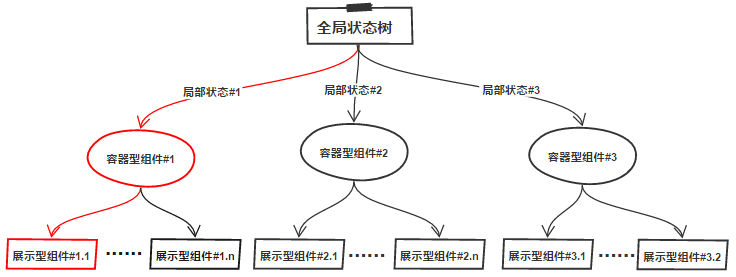 全局状态树
局部状态#1
局部状态#2
局部状态#3
容器型组件#1
容器型组件#2
容器型组件#3
展示型组件#1.1
……
展示型组件#1.n
展示型组件#2.1
……
展示型组件#2.n
展示型组件#3.1
……
展示型组件#3.2